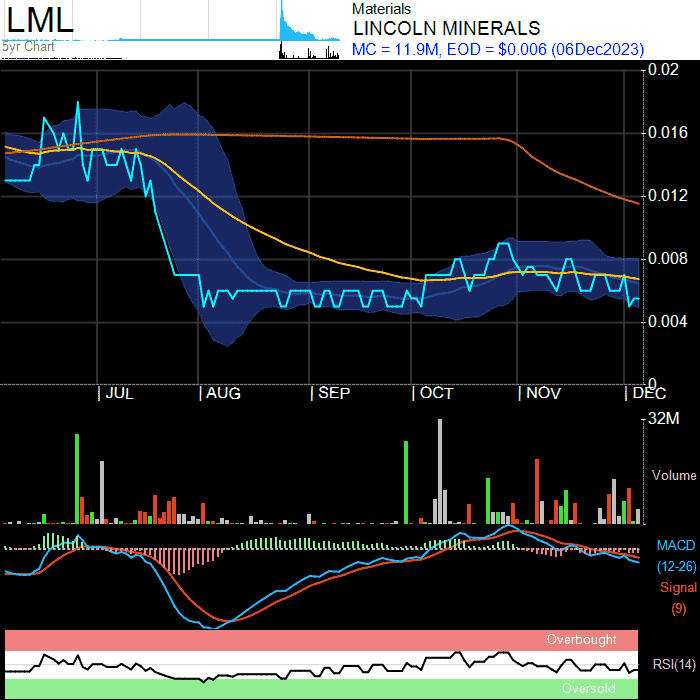 LML
5yr Chart
Materials
LINCOLN MINERALS
MC = 11.9M, EOD = $0.006 (06Dec2023)
0.02
0.016
0.012
0.008
0.004
0
JUL AUG SEP OCT NOV DEC
32M
Volume
MACD
(12-26)
Signal
(9)
Overbought
RSI(14)
Oversold